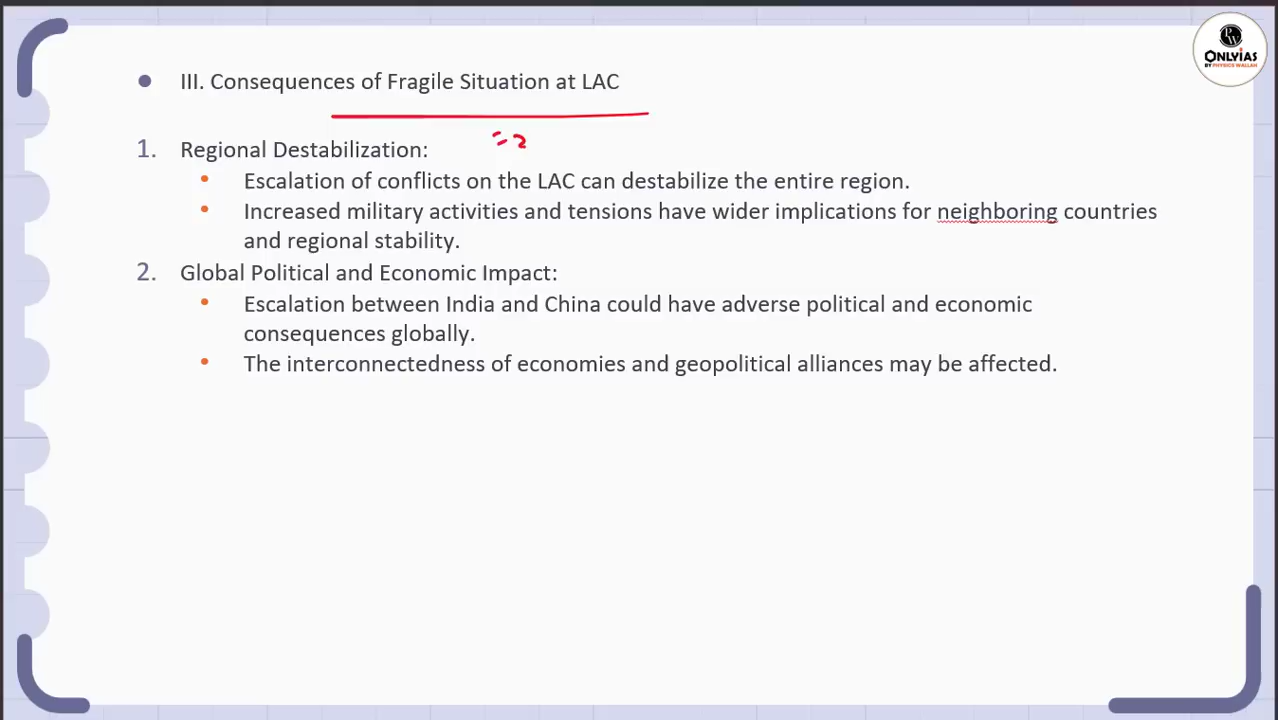 PW
ONLYIAS
BY PHYSICS WALLAH
III. Consequences of Fragile Situation at LAC
1. Regional Destabilization:
Escalation of conflicts on the LAC can destabilize the entire region.
Increased military activities and tensions have wider implications for neighboring countries
and regional stability.
2. Global Political and Economic Impact:
Escalation between India and China could have adverse political and economic
consequences globally.
The interconnectedness of economies and geopolitical alliances may be affected.